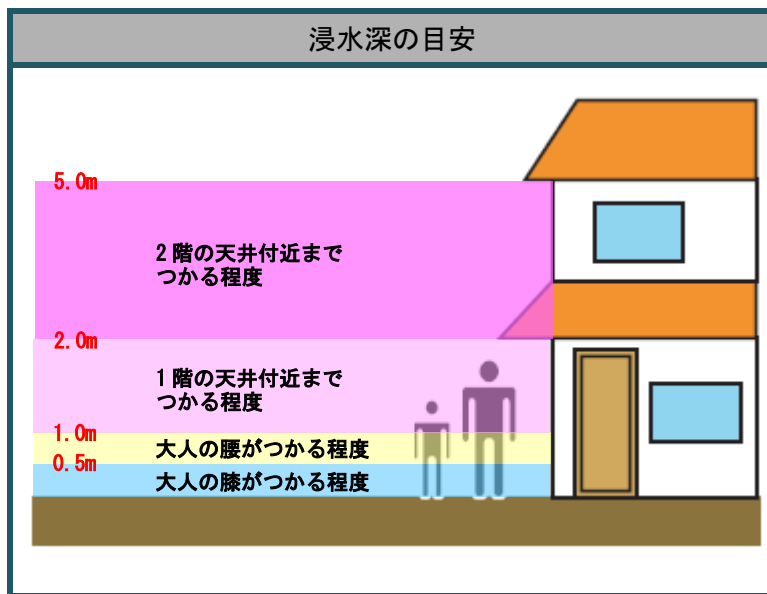 浸水深の目安
5.0m
2階の天井付近まで
つかる程度
2.0m
1階の天井付近まで
つかる程度
1.0m
大人の腰がつかる程度
0.5m
大人の膝がつかる程度